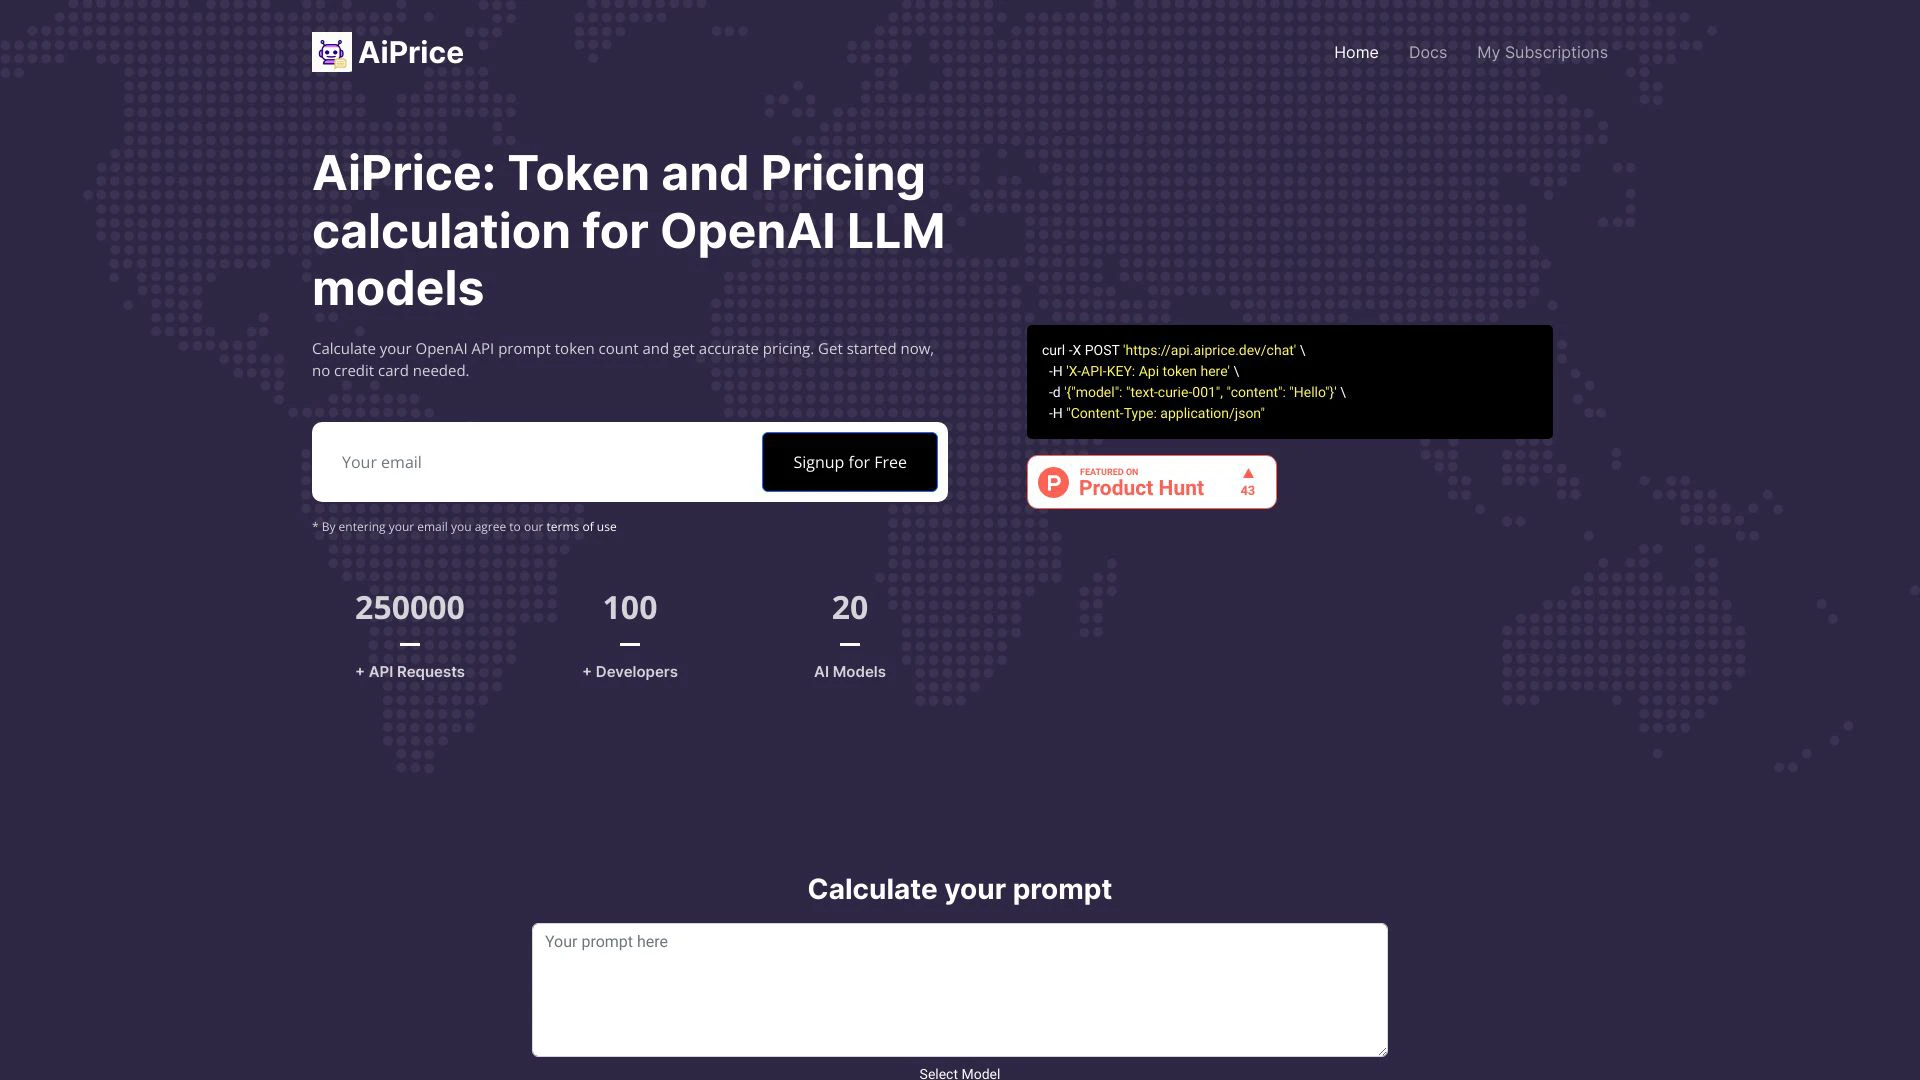 AiPrice
Home
Docs
My Subscriptions
AiPrice: Token and Pricing
calculation for OpenAI LLM
models
Calculate your OpenAI API prompt token count and get accurate pricing. Get started now,
no credit card needed.
Your email
Signup for Free
* By entering your email you agree to our terms of use
curl -X POST 'https://api.aiprice.dev/chat' \
-H 'X-API-KEY: Api token here' \
-d '{"model": "text-curie-001", "content": "Hello"}' \
-H "Content-Type: application/json"
P
FEATURED ON
Product Hunt
▲
43
250000
+ API Requests
100
+ Developers
20
AI Models
Calculate your prompt
Your prompt here
Select Model